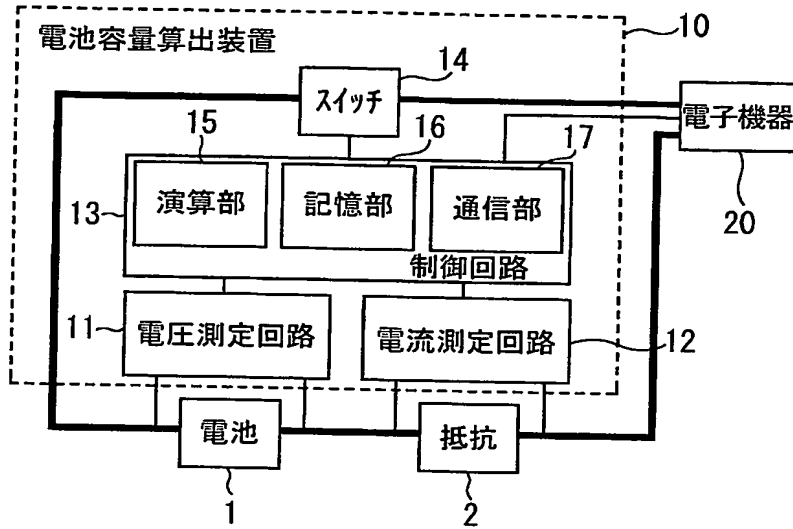 10
電池容量算出装置
14
スイッチ
電子機器
15
16
17
20
13
演算部
記憶部
通信部
制御回路
11
電圧測定回路
電流測定回路
12
電池
抵抗
1
2